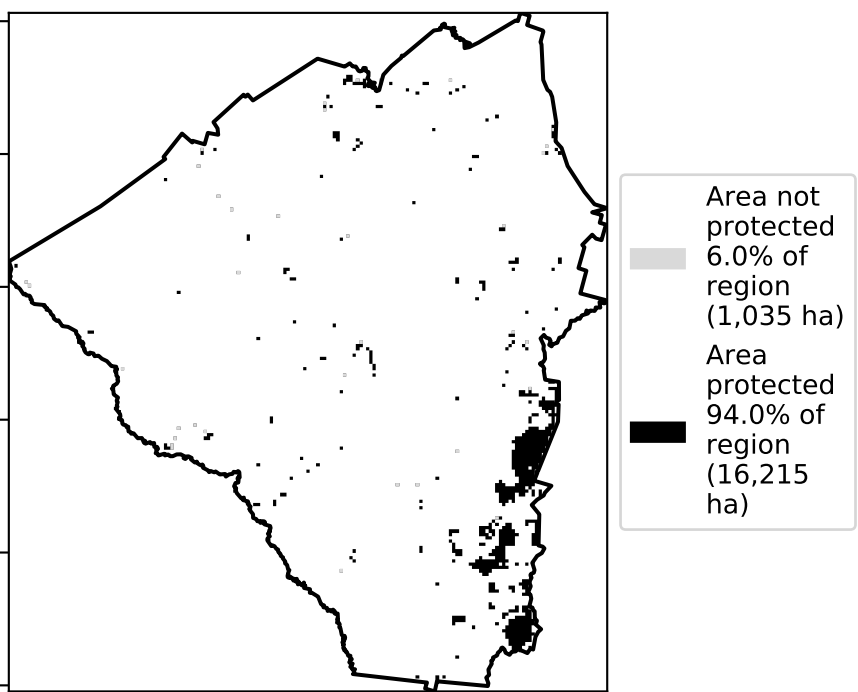 Area not
protected
6.0% of
region
(1,035 ha)
Area
protected
94.0% of
region
(16,215
ha)